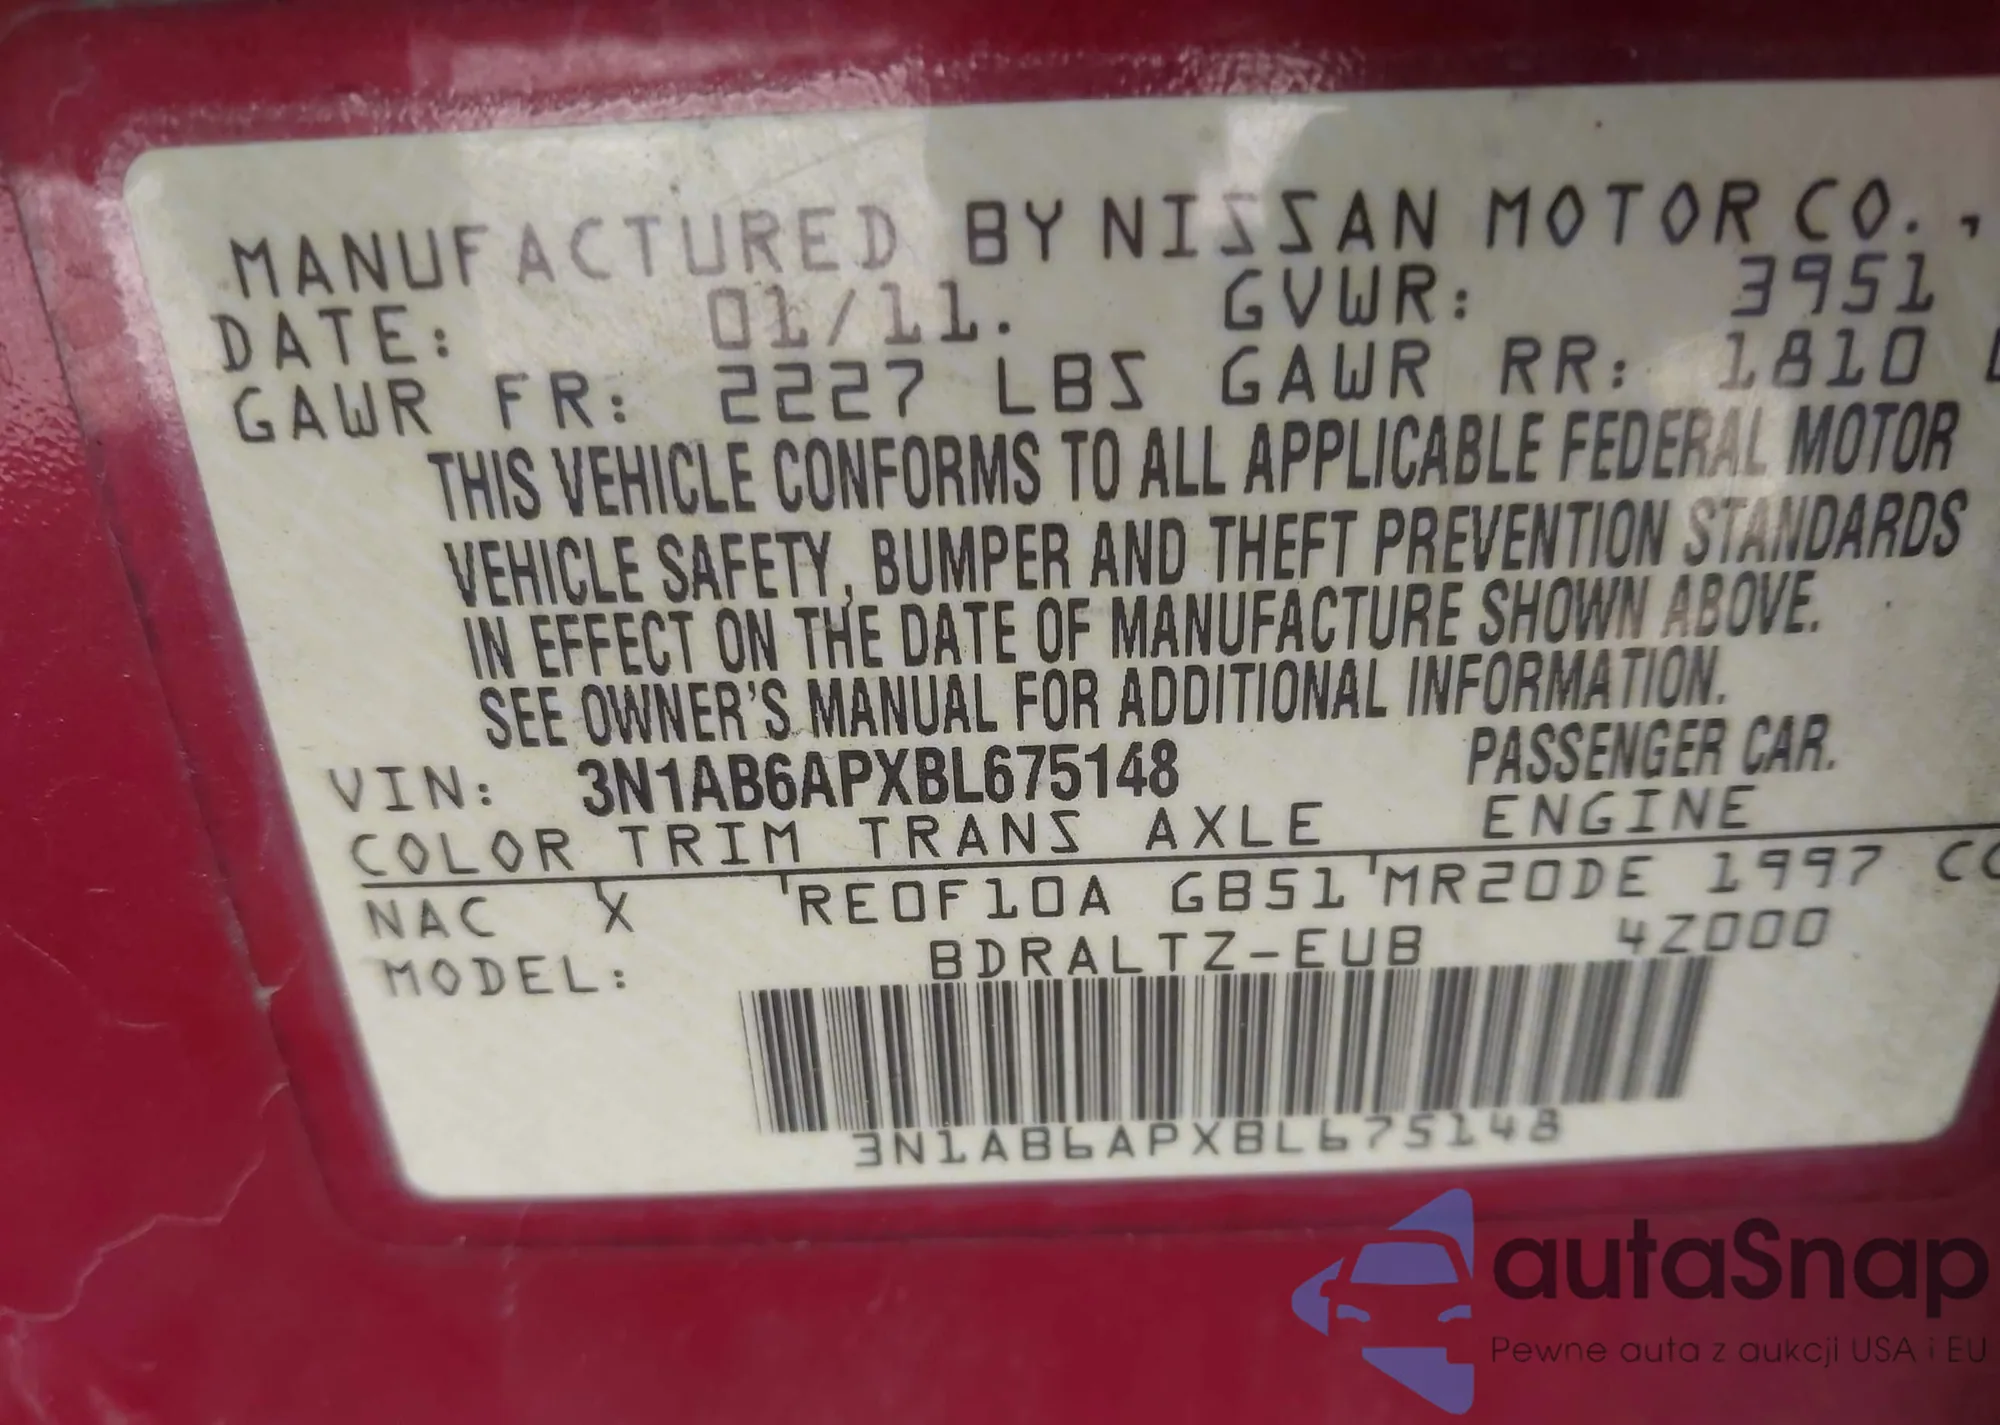 MANUFACTURED BY NISSAN MOTOR CO.,
DATE: 01/11. GVWR: 3951
GAWR FR: 2227 LBS GAWR RR: 1810
THIS VEHICLE CONFORMS TO ALL APPLICABLE FEDERAL MOTOR
VEHICLE SAFETY, BUMPER AND THEFT PREVENTION STANDARDS
IN EFFECT ON THE DATE OF MANUFACTURE SHOWN ABOVE.
SEE OWNER'S MANUAL FOR ADDITIONAL INFORMATION.
VIN: 3N1AB6APXBL675148 PASSENGER CAR.
COLOR TRIM TRANS AXLE ENGINE
NAC X RE0F10A GB51 MR20DE 1997 CC
MODEL: BDRALTZ-EUB 4Z000
3N1AB6APXBL675148
autaSnap
Pewne auta z aukcji USA i EU